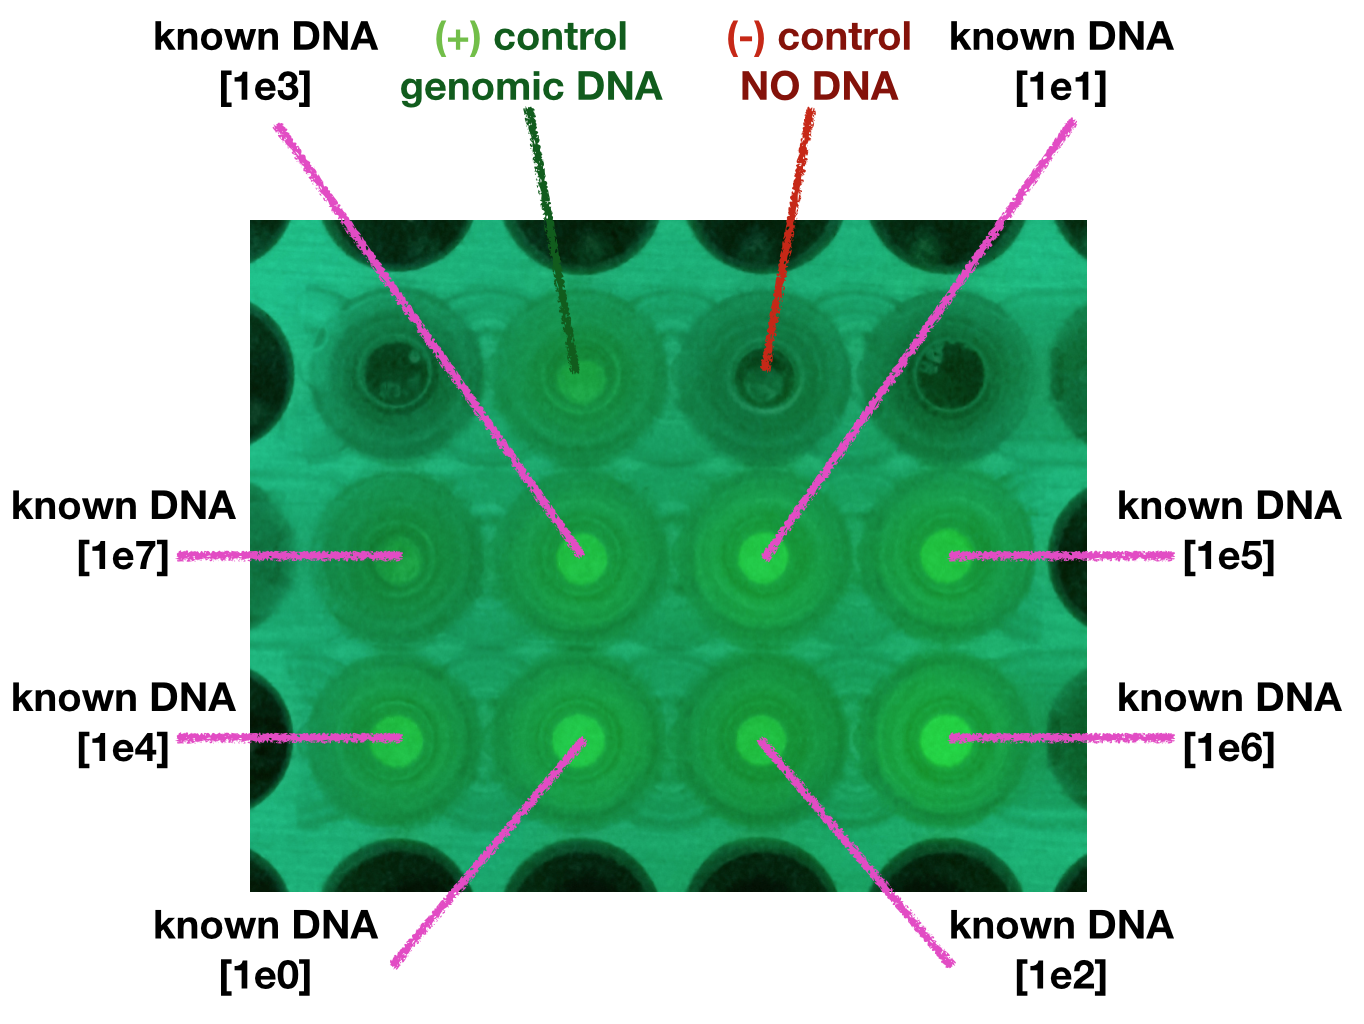 known DNA
[1e3]
(+) control
genomic DNA
(-) control
NO DNA
known DNA
[1e1]
known DNA
[1e7]
known DNA
[1e5]
known DNA
[1e4]
known DNA
[1e6]
known DNA
[1e0]
known DNA
[1e2]